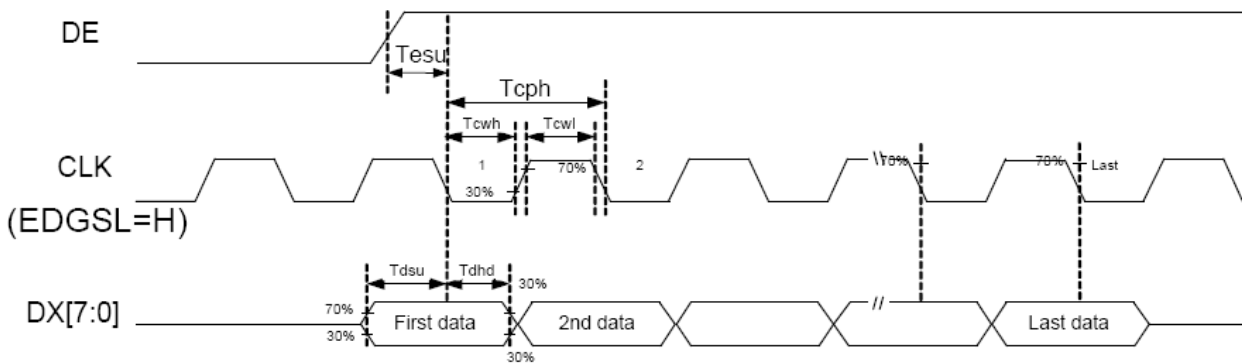 DE
Tesu
Tcph
Tcwh
Tcwl
CLK
1
70%
2
70%
70%
Last
30%
(EDGSL=H)
Tdsu
Tdhd
30%
70%
DX[7:0]
First data
2nd data
//
Last data
30%
30%